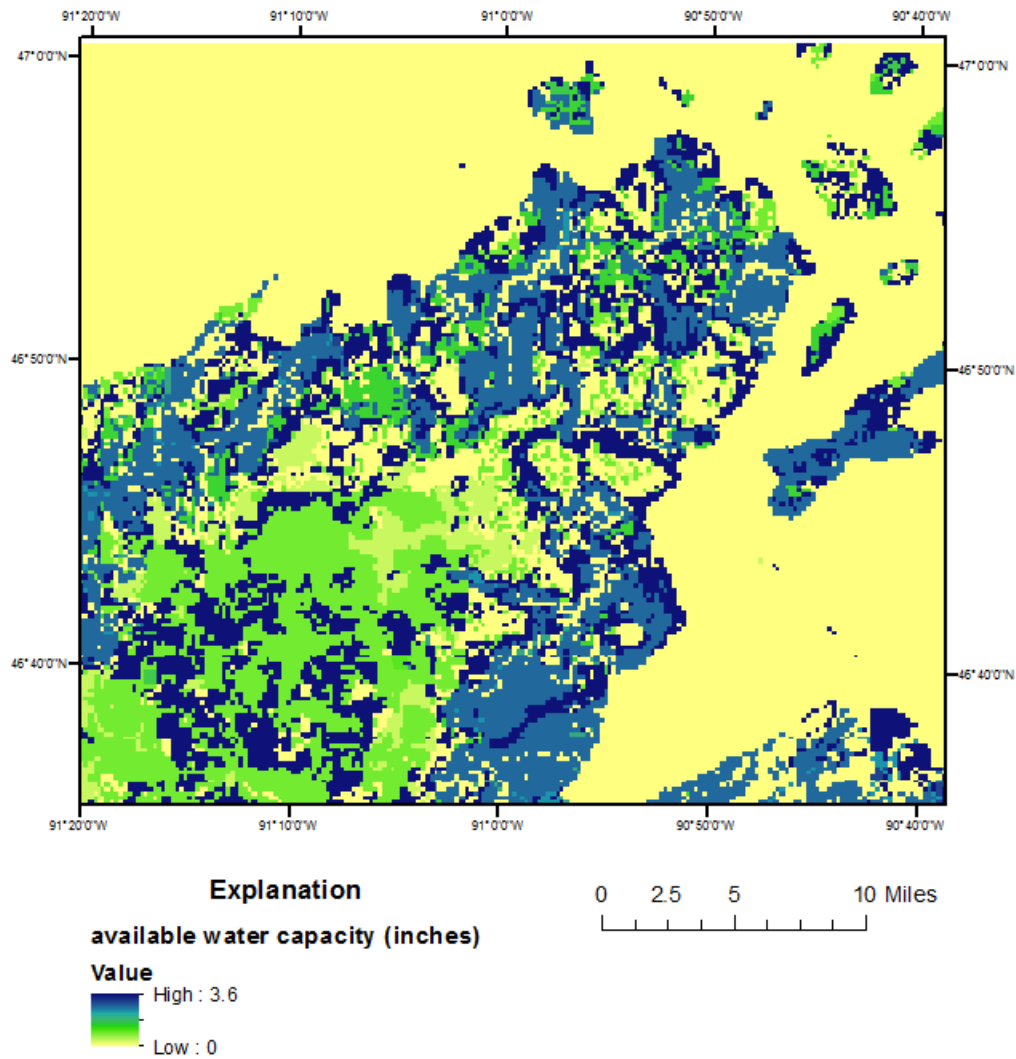 91°20'0"W 91°10'0"W 91°0'0"W 90°50'0"W 90°40'0"W
47°0'0"N 47°0'0"N
46°50'0"N 46°50'0"N
46°40'0"N 46°40'0"N
91°20'0"W 91°10'0"W 91°0'0"W 90°50'0"W 90°40'0"W
Explanation
0 2.5 5 10 Miles
available water capacity (inches)
Value
High : 3.6
Low : 0